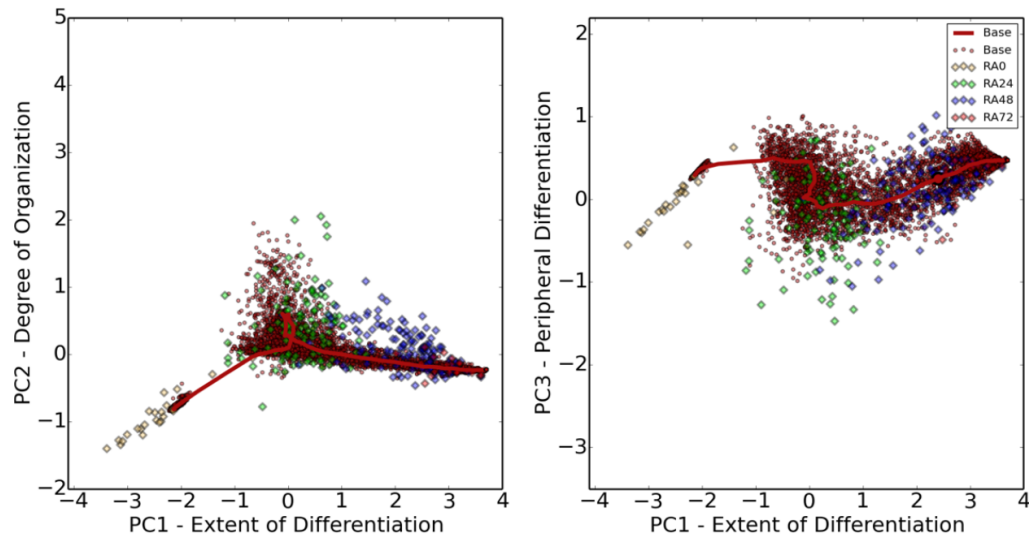 5
4
3
2
1
0
−1
−2
PC2 - Degree of Organization
−4 −3 −2 −1 0 1 2 3 4
PC1 - Extent of Differentiation
2
1
0
−1
−2
−3
PC3 - Peripheral Differentiation
−4 −3 −2 −1 0 1 2 3 4
PC1 - Extent of Differentiation
Base
Base
RA0
RA24
RA48
RA72